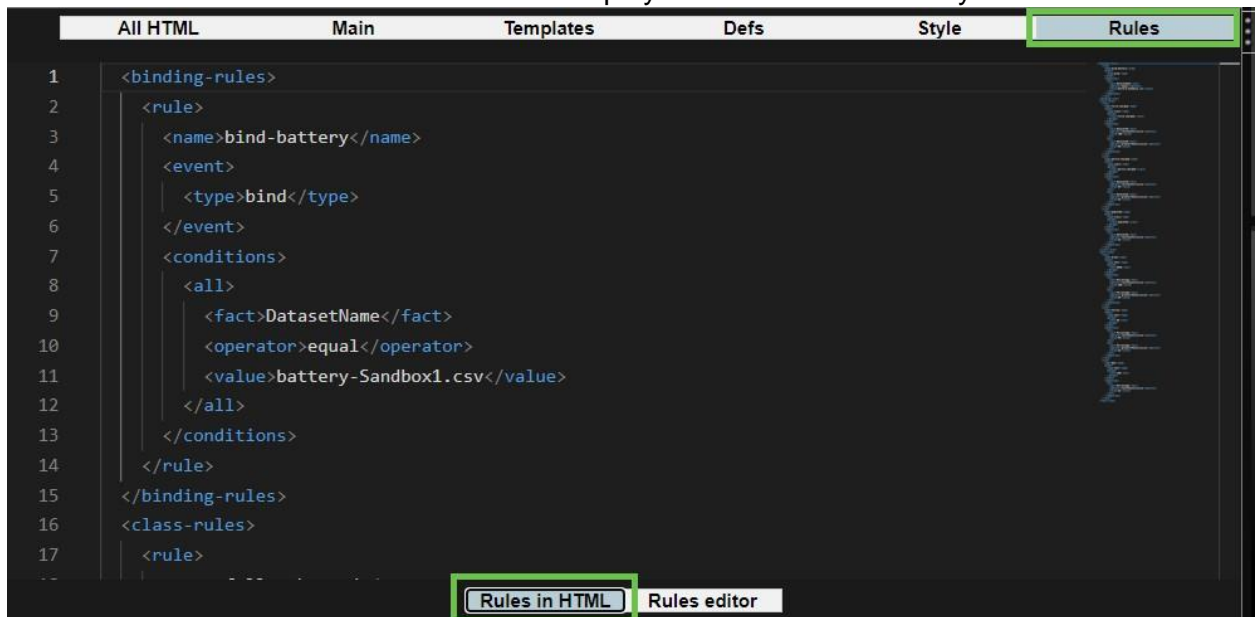 All HTML Main Templates Defs Style Rules
1 <binding-rules>
2 <rule>
3 <name>bind-battery</name>
4 <event>
5 <type>bind</type>
6 </event>
7 <conditions>
8 <all>
9 <fact>DatasetName</fact>
10 <operator>equal</operator>
11 <value>battery-Sandbox1.csv</value>
12 </all>
13 </conditions>
14 </rule>
15 </binding-rules>
16 <class-rules>
17 <rule>
Rules in HTML Rules editor